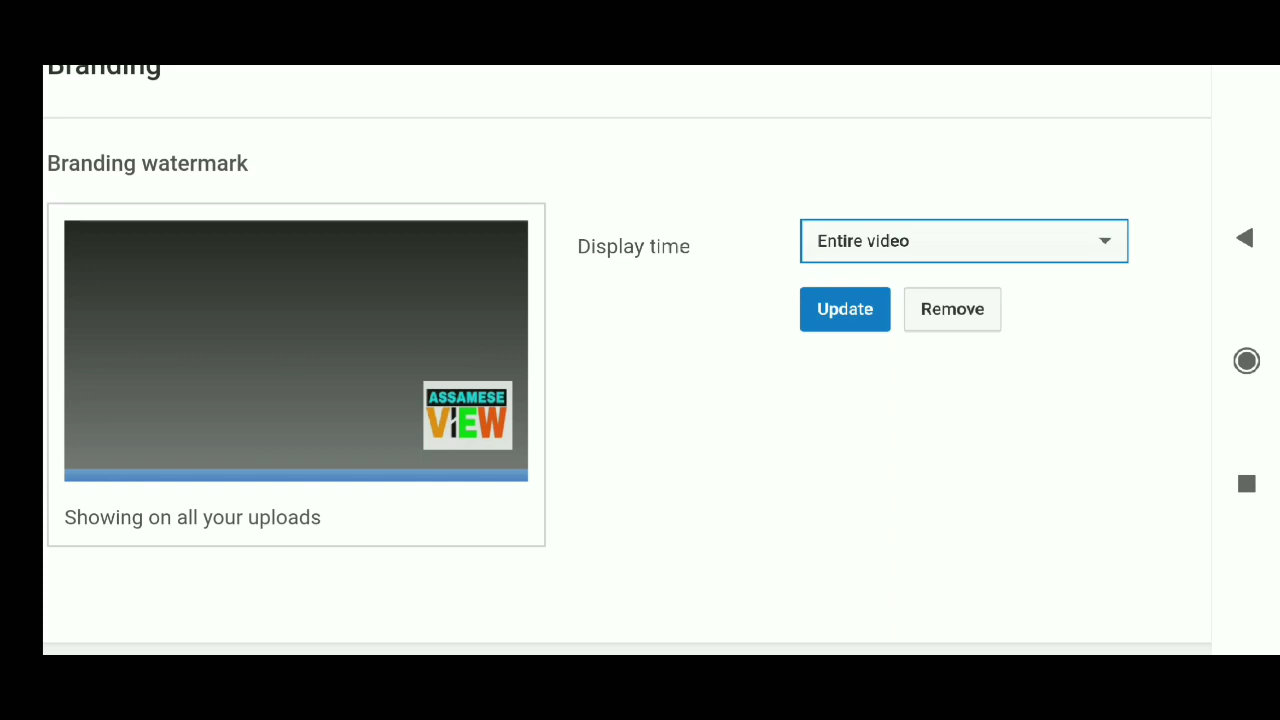 Branding
Branding watermark
Display time
Entire video
Update
Remove
ASSAMESE
ViEW
Showing on all your uploads